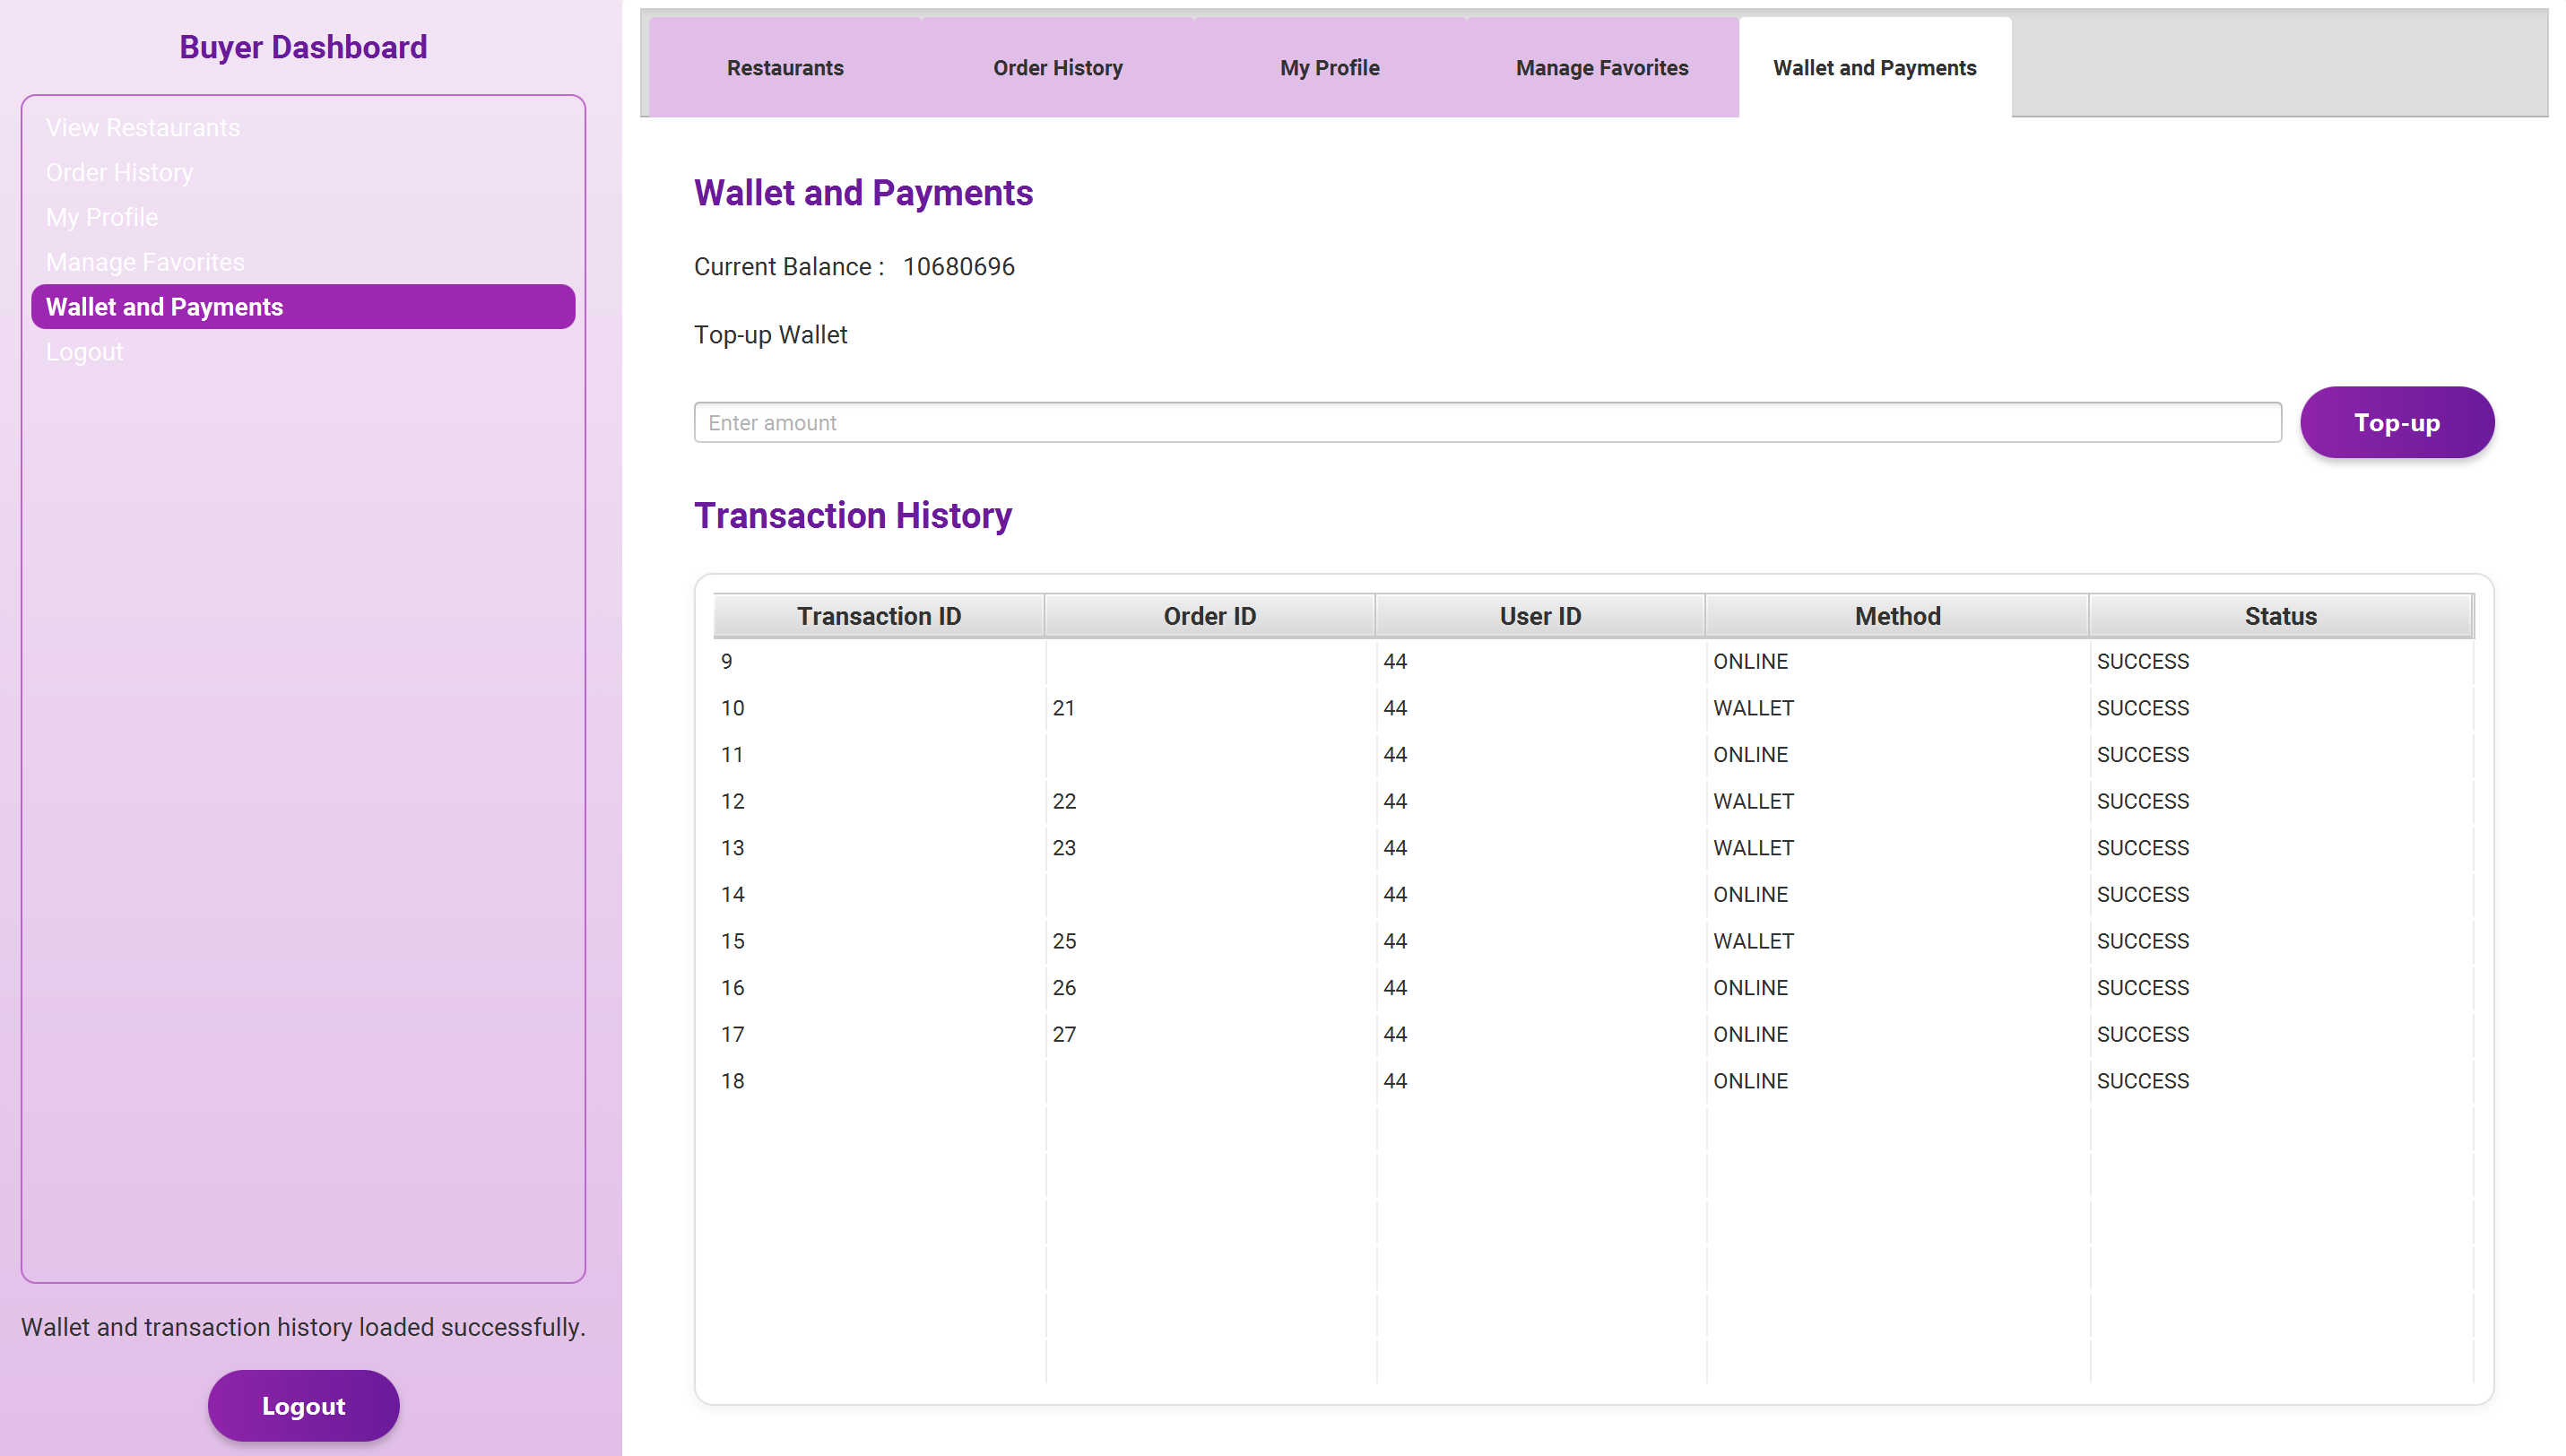 Buyer Dashboard
View Restaurants
Order History
My Profile
Manage Favorites
Wallet and Payments
Logout
Wallet and transaction history loaded successfully.
Logout
Restaurants Order History My Profile Manage Favorites Wallet and Payments
Wallet and Payments
Current Balance : 10680696
Top-up Wallet
Enter amount Top-up
Transaction History
Transaction ID Order ID User ID Method Status
9 44 ONLINE SUCCESS
10 21 44 WALLET SUCCESS
11 44 ONLINE SUCCESS
12 22 44 WALLET SUCCESS
13 23 44 WALLET SUCCESS
14 44 ONLINE SUCCESS
15 25 44 WALLET SUCCESS
16 26 44 ONLINE SUCCESS
17 27 44 ONLINE SUCCESS
18 44 ONLINE SUCCESS